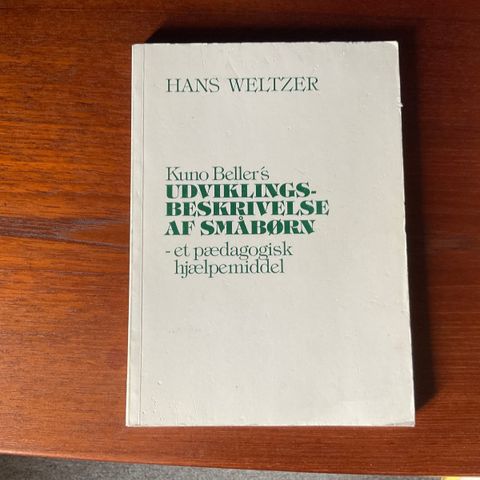 HANS WELTZER
Kuno Beller´s
UDVIKLINGS-
BESKRIVELSE
AF SMÅBØRN
- et pædagogisk
hjælpemiddel